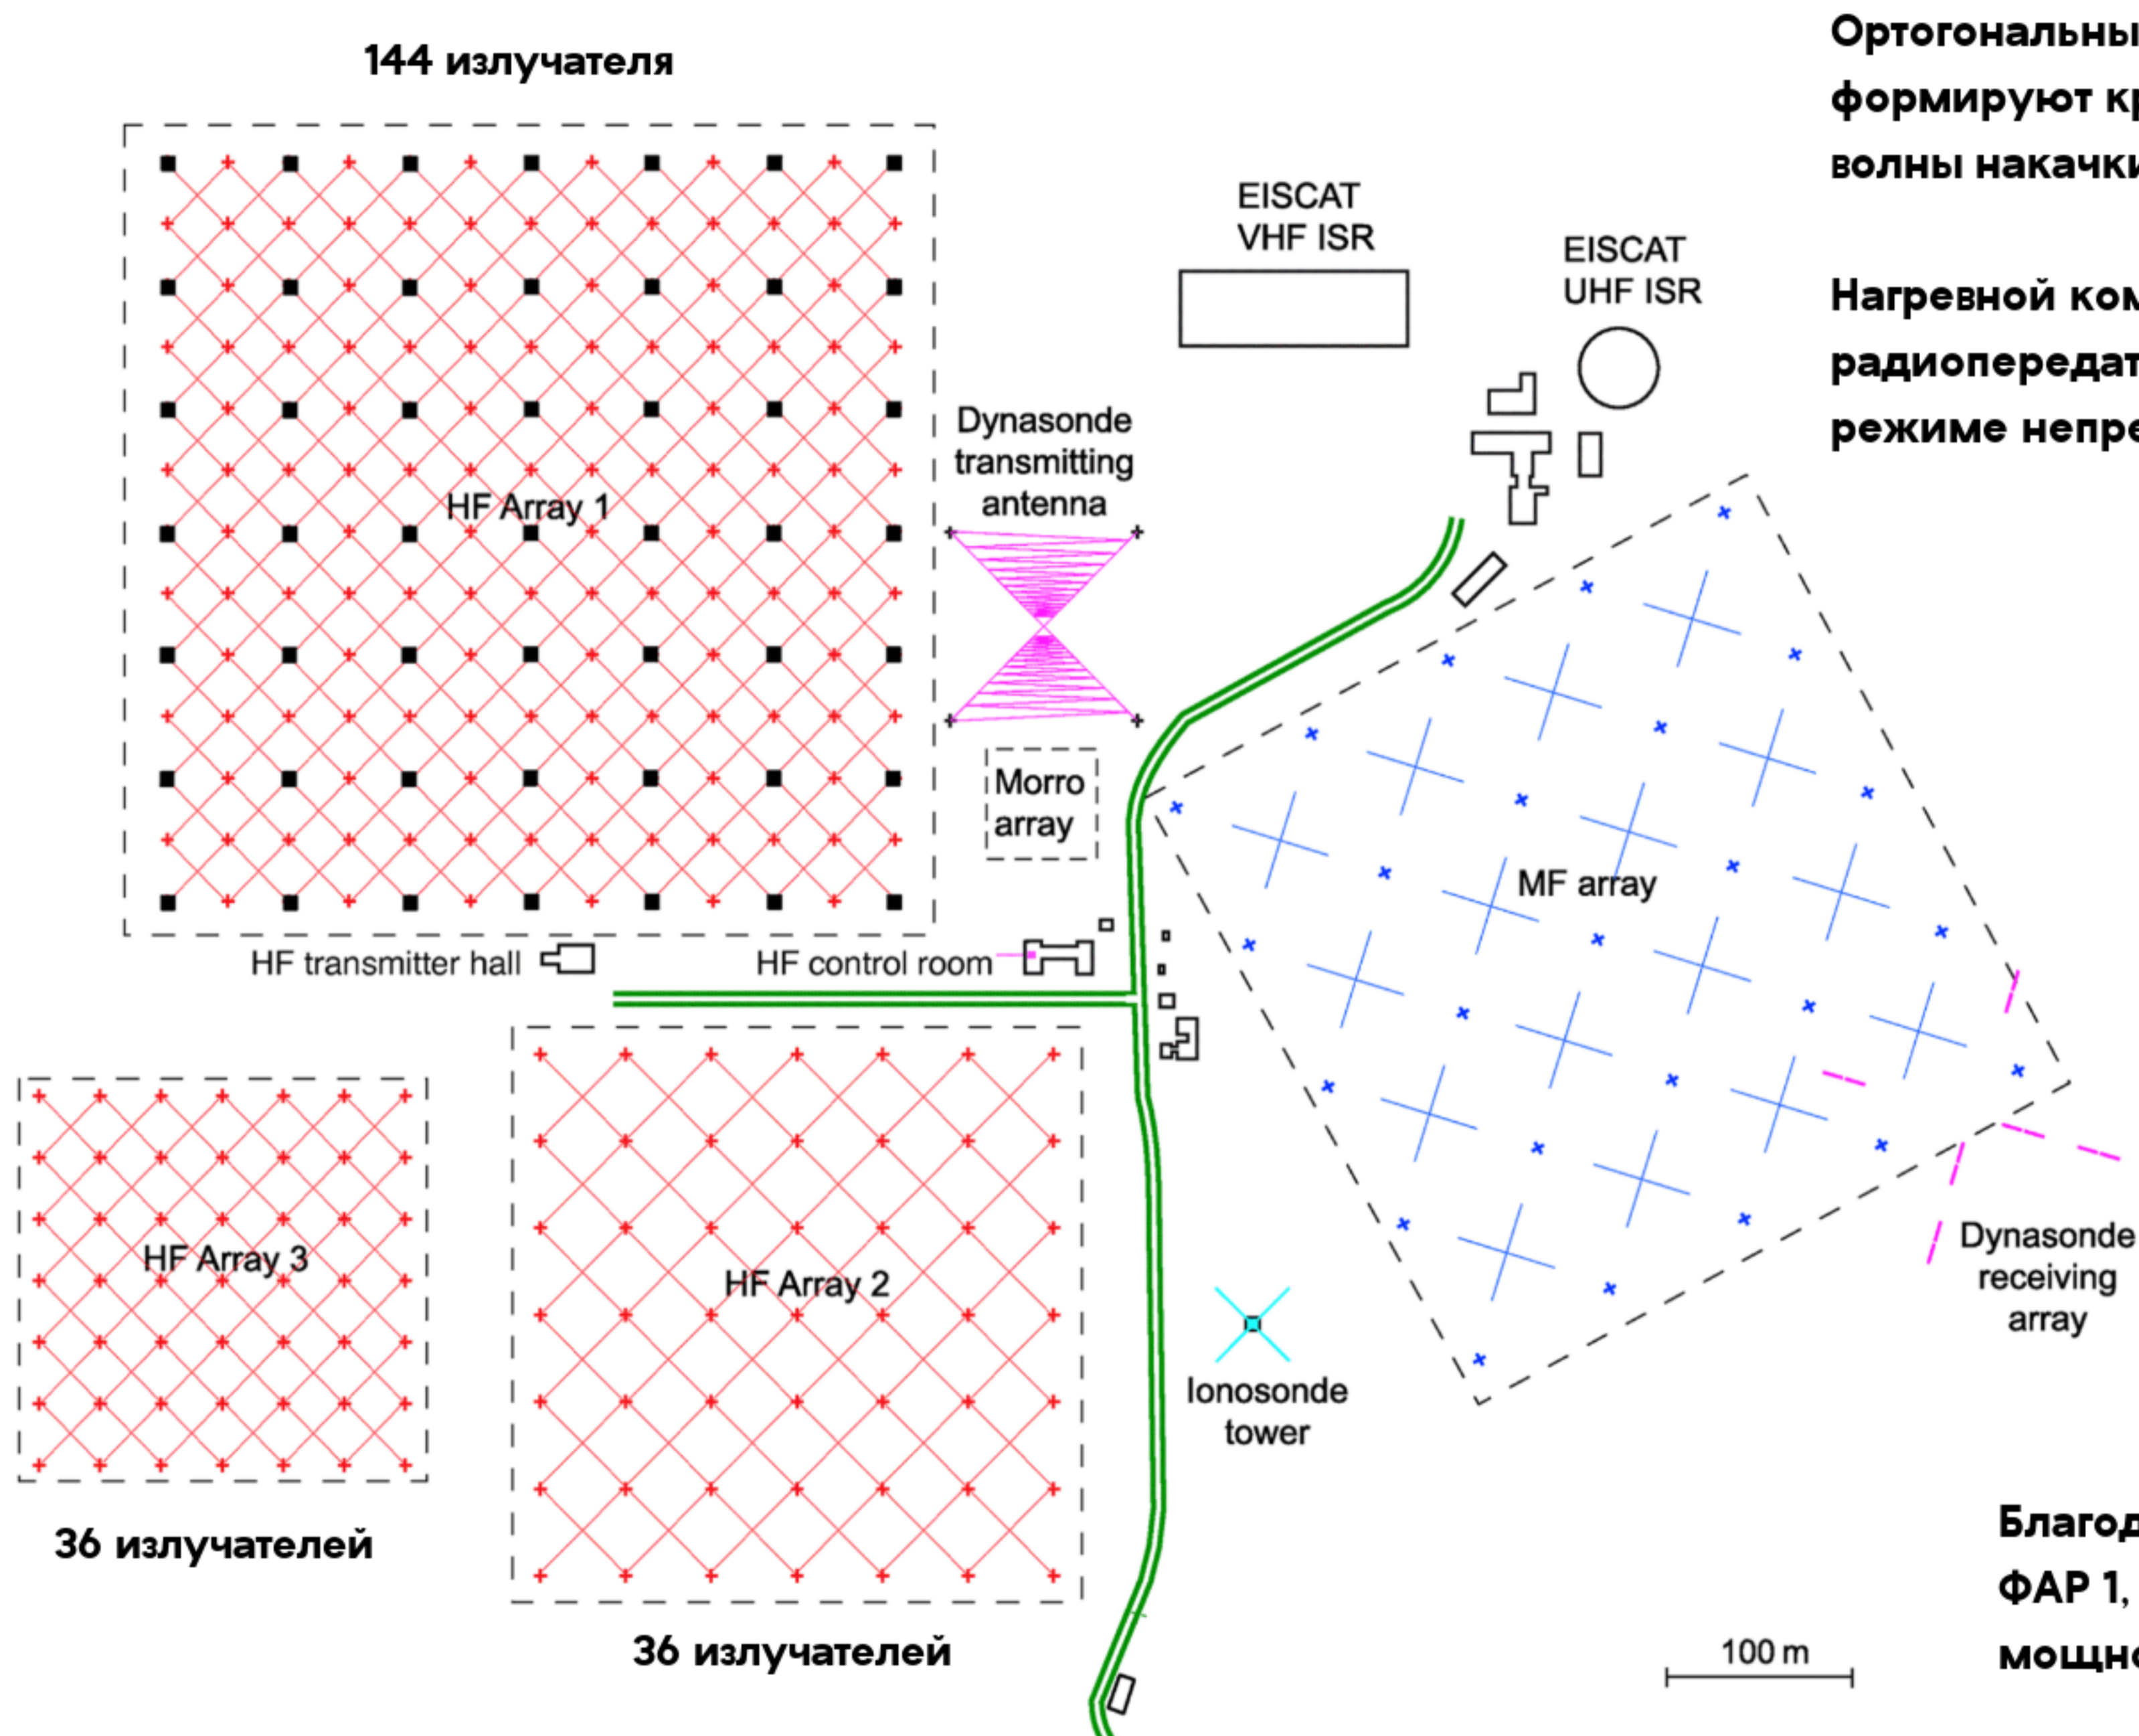 144 излучателя
Ортогональны
формируют кр
волны накачки
EISCAT
VHF ISR
EISCAT
UHF ISR
Нагревной ком
радиопередат
режиме непре
Dynasonde
transmitting
antenna
HF Array 1
Morro
array
MF array
HF transmitter hall
HF control room
HF Array 3
HF Array 2
Dynasonde
receiving
array
Ionosonde
tower
36 излучателей
36 излучателей
100 m
Благод
ФАР 1,
мощно